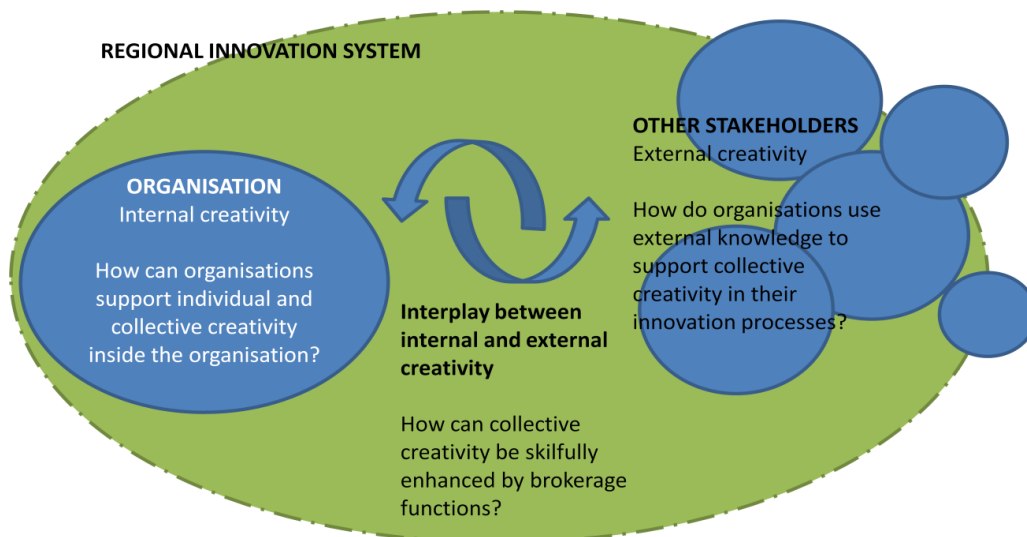 REGIONAL INNOVATION SYSTEM
ORGANISATION
Internal creativity
How can organisations
support individual and
collective creativity
inside the organisation?
Interplay between
internal and external
creativity
How can collective
creativity be skilfully
enhanced by brokerage
functions?
OTHER STAKEHOLDERS
External creativity
How do organisations use
external knowledge to
support collective
creativity in their
innovation processes?